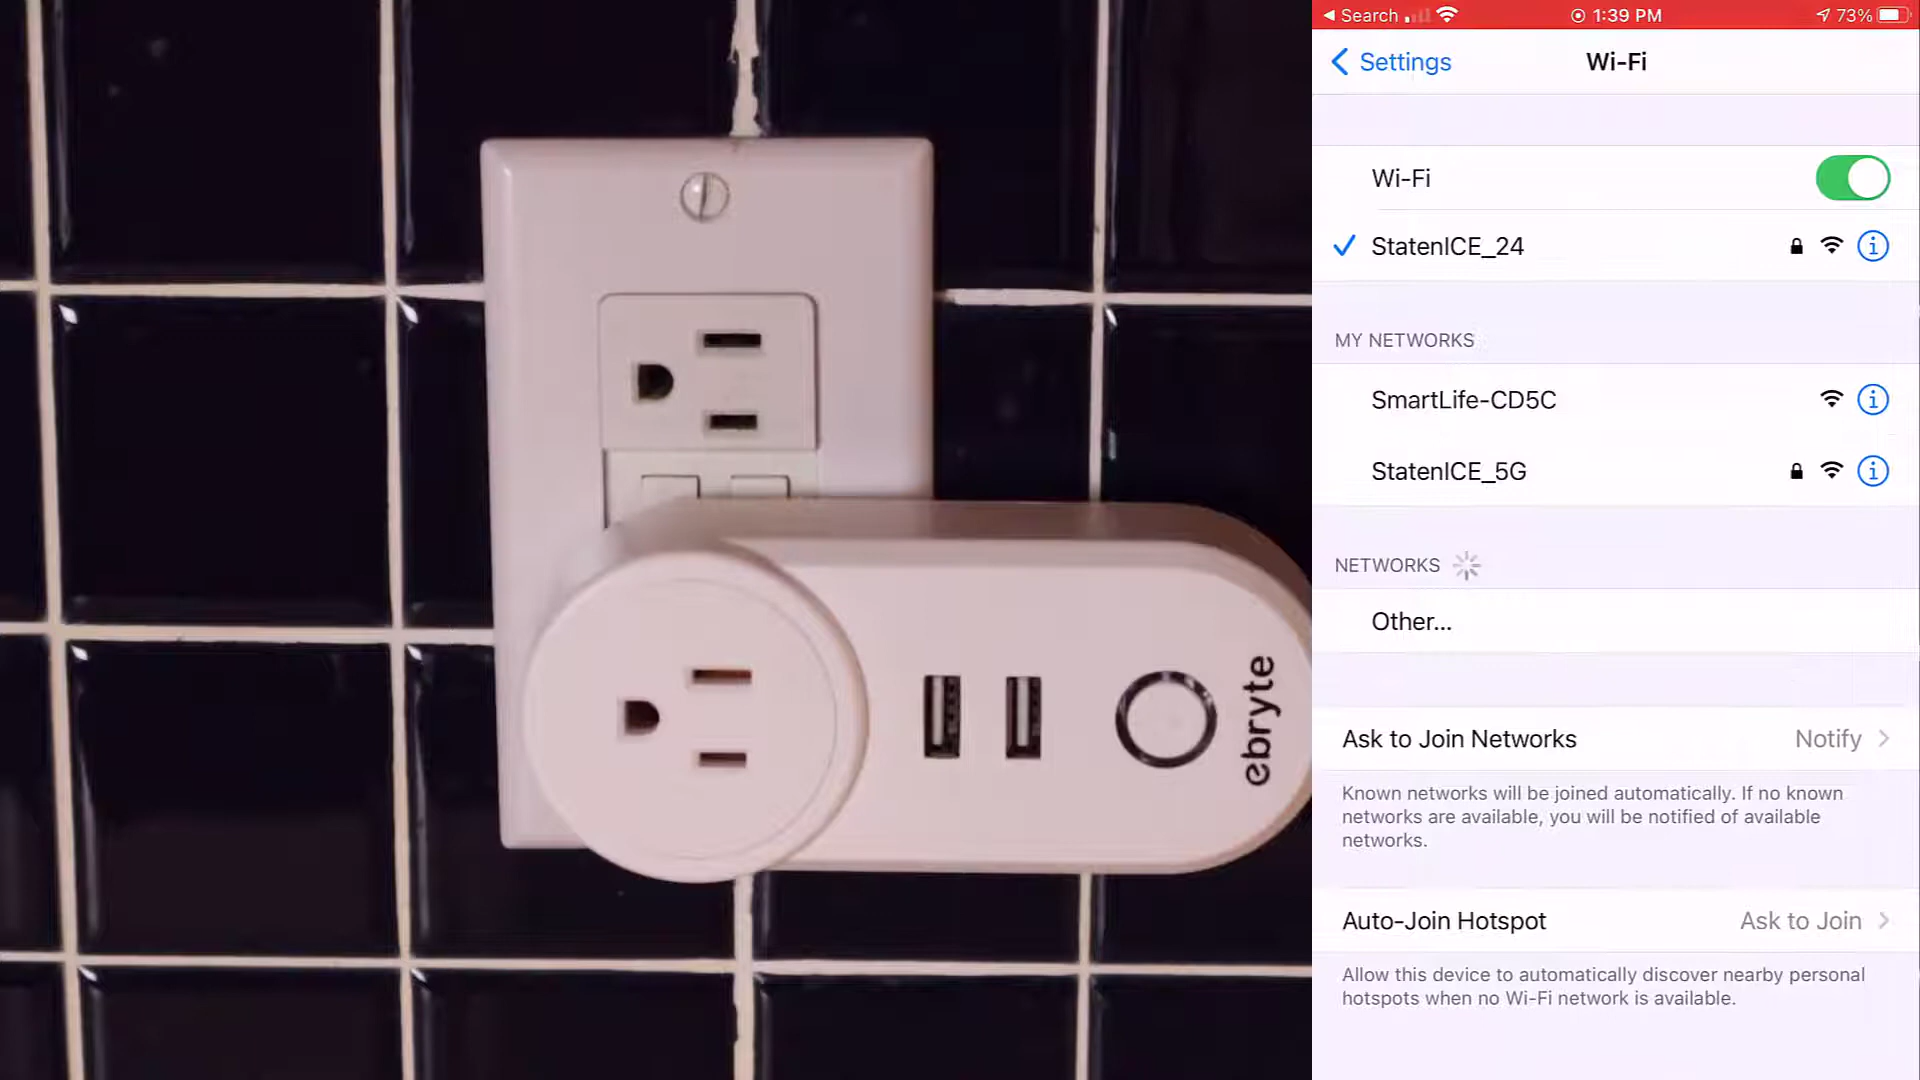 ebryte
Search 1:39 PM 73%
Settings Wi-Fi
Wi-Fi
StatenICE_24
MY NETWORKS
SmartLife-CD5C
StatenICE_5G
NETWORKS
Other...
Ask to Join Networks Notify
Known networks will be joined automatically. If no known
networks are available, you will be notified of available
networks.
Auto-Join Hotspot Ask to Join
Allow this device to automatically discover nearby personal
hotspots when no Wi-Fi network is available.